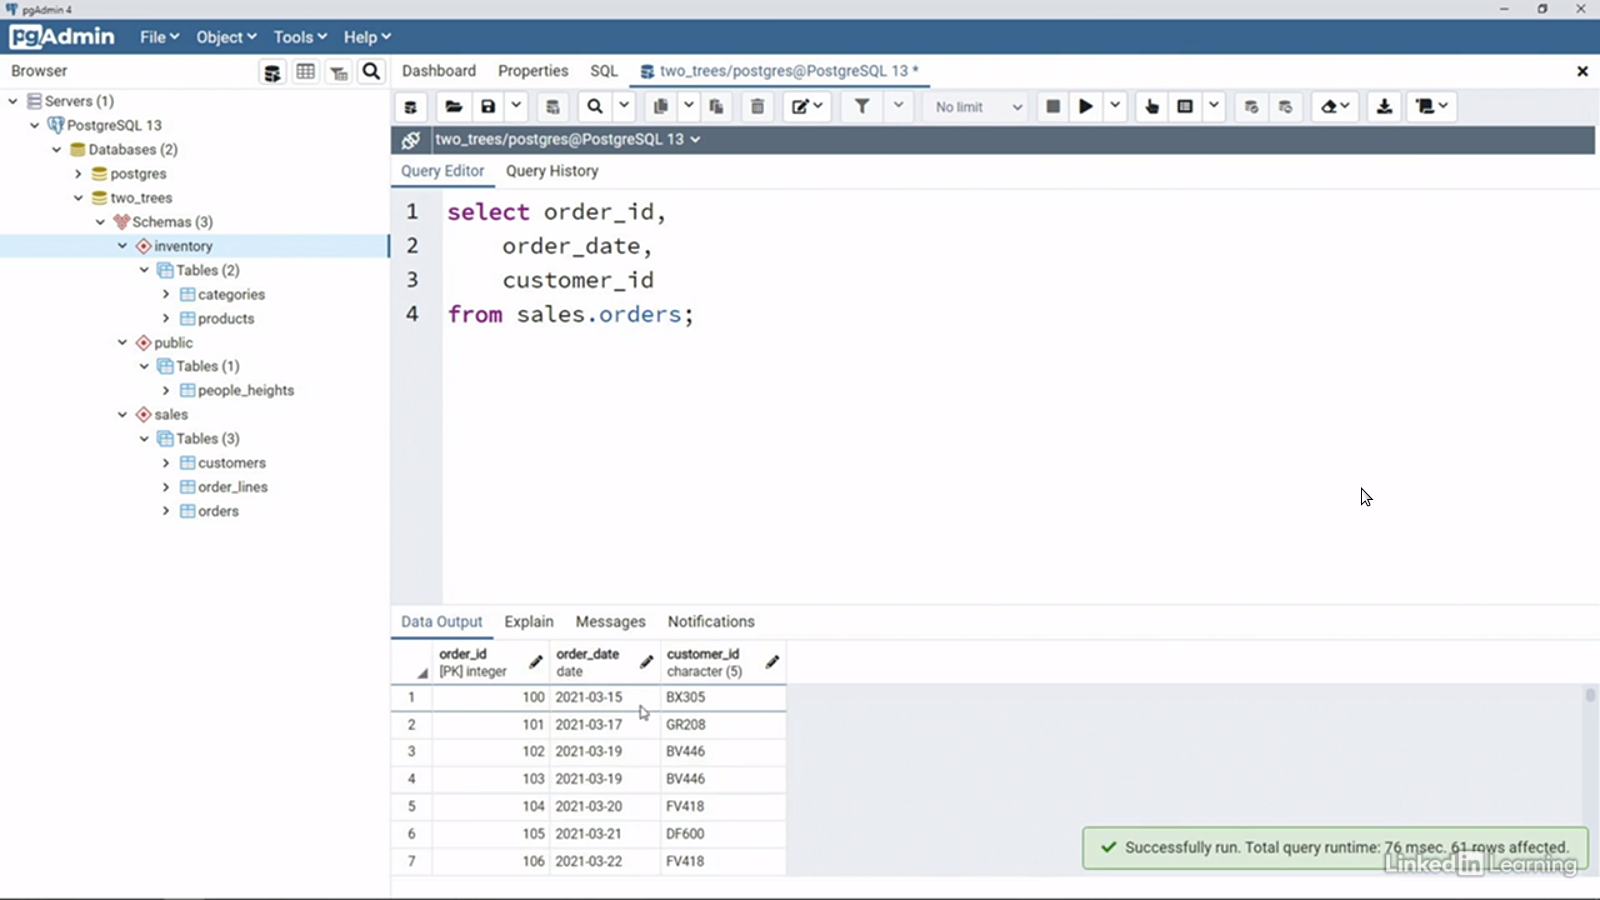 pgAdmin 4
pgAdmin File Object Tools Help
Browser
Dashboard Properties SQL two_trees/postgres@PostgreSQL 13 *
No limit
two_trees/postgres@PostgreSQL 13
Query Editor Query History
Servers (1)
PostgreSQL 13
Databases (2)
postgres
two_trees
Schemas (3)
inventory
Tables (2)
categories
products
public
Tables (1)
people_heights
sales
Tables (3)
customers
order_lines
orders
1 select order_id,
2 order_date,
3 customer_id
4 from sales.orders;
Data Output Explain Messages Notifications
order_id order_date customer_id
[PK] integer date character (5)
1 100 2021-03-15 BX305
2 101 2021-03-17 GR208
3 102 2021-03-19 BV446
4 103 2021-03-19 BV446
5 104 2021-03-20 FV418
6 105 2021-03-21 DF600
7 106 2021-03-22 FV418
Successfully run. Total query runtime: 76 msec. 61 rows affected.
Linked in Learning